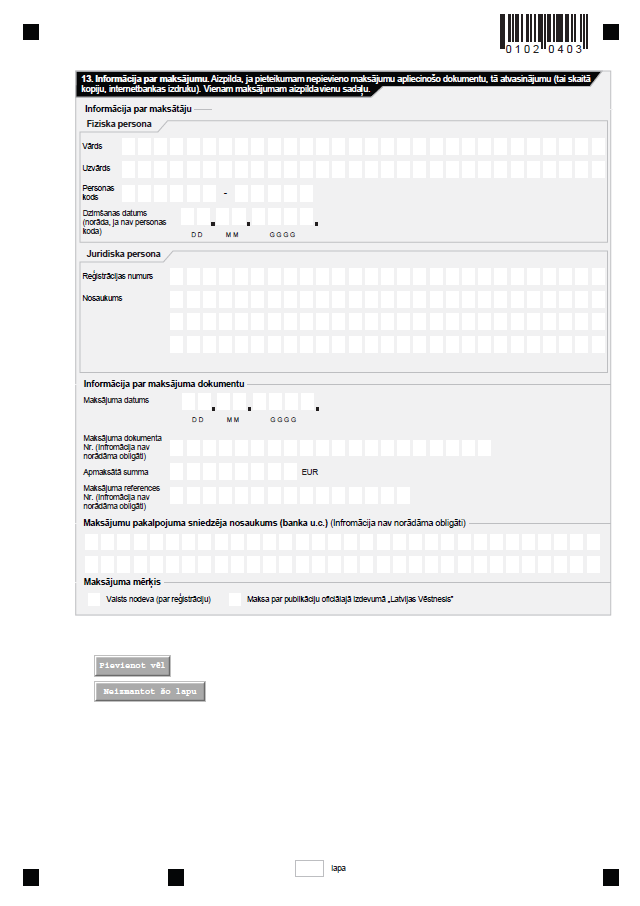 0102 0403
13. Informācija par maksājumu. Aizpilda, ja pieteikumam nepievieno maksājumu apliecinošo dokumentu, tā atvasinājumu (tai skaitā
kopiju, internetbankas izdruku). Vienam maksājumam aizpilda vienu sadaļu.
Informācija par maksātāju
Fiziska persona
Vārds
Uzvārds
Personas
kods
-
Dzimšanas datums
(norāda, ja nav personas
koda)
. . .
DD MM GGGG
Juridiska persona
Reģistrācijas numurs
Nosaukums
Informācija par maksājuma dokumentu
Maksājuma datums
. . .
DD MM GGGG
Maksājuma dokumenta
Nr. (Infromācija nav
norādāma obligāti)
Apmaksātā summa EUR
Maksājuma references
Nr. (Infromācija nav
norādāma obligāti)
Maksājumu pakalpojuma sniedzēja nosaukums (banka u.c.) (Infromācija nav norādāma obligāti)
Maksājuma mērķis
Valsts nodeva (par reģistrāciju) Maksa par publikāciju oficiālajā izdevumā „Latvijas Vēstnesis”
Pievienot vēl
Neizmantot šo lapu
lapa